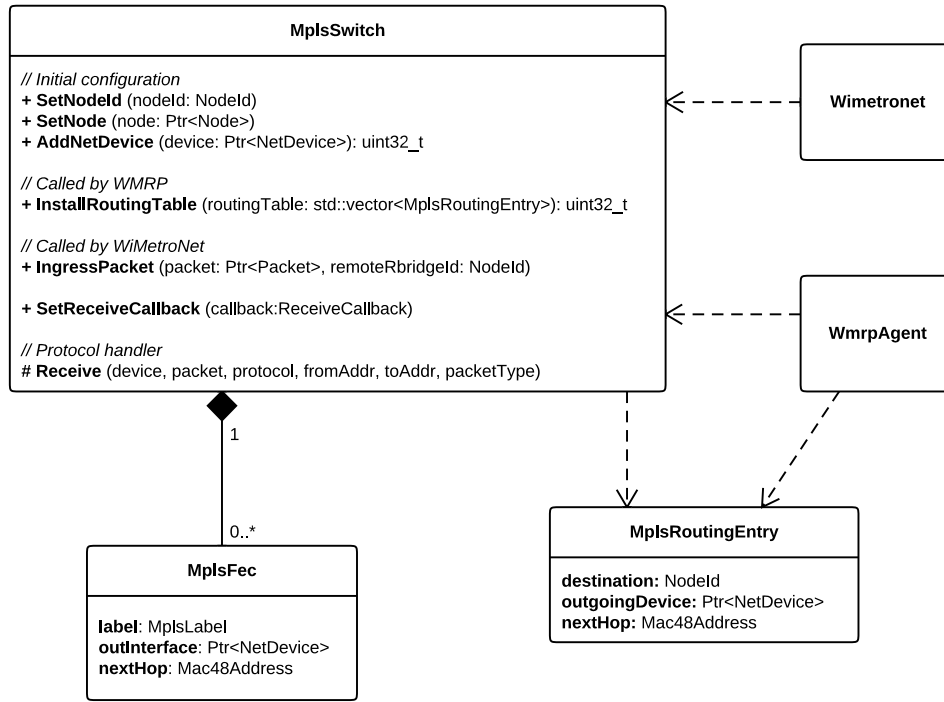 MplsSwitch
// Initial configuration
+ SetNodeId (nodeId: NodeId)
+ SetNode (node: Ptr<Node>)
+ AddNetDevice (device: Ptr<NetDevice>): uint32_t
// Called by WMRP
+ InstallRoutingTable (routingTable: std::vector<MplsRoutingEntry>): uint32_t
// Called by WiMetroNet
+ IngressPacket (packet: Ptr<Packet>, remoteRbridgeId: NodeId)
+ SetReceiveCallback (callback:ReceiveCallback)
// Protocol handler
# Receive (device, packet, protocol, fromAddr, toAddr, packetType)
Wimetronet
WmrpAgent
1
0..*
MplsFec
label: MplsLabel
outInterface: Ptr<NetDevice>
nextHop: Mac48Address
MplsRoutingEntry
destination: NodeId
outgoingDevice: Ptr<NetDevice>
nextHop: Mac48Address